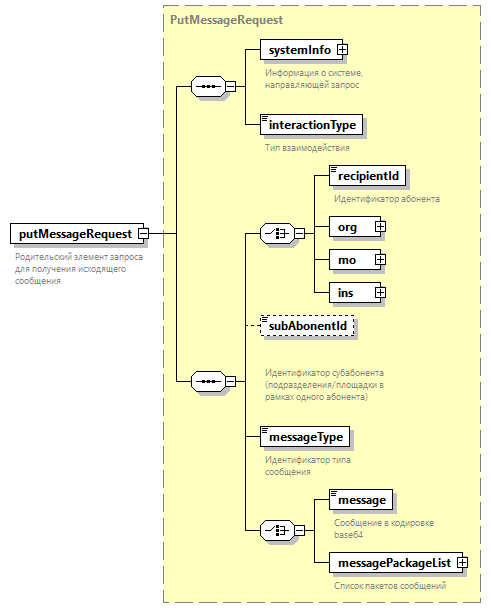 PutMessageRequest
systemInfo
Информация о системе,
направляющей запрос
interactionType
Тип взаимодействия
recipientId
Идентификатор абонента
org
mo
ins
putMessageRequest
Родительский элемент запроса
для получения исходящего
сообщения
subAbonentId
Идентификатор субабонента
(подразделения/площадки в
рамках одного абонента)
messageType
Идентификатор типа
сообщения
message
Сообщение в кодировке
base64
messagePackageList
Список пакетов сообщений